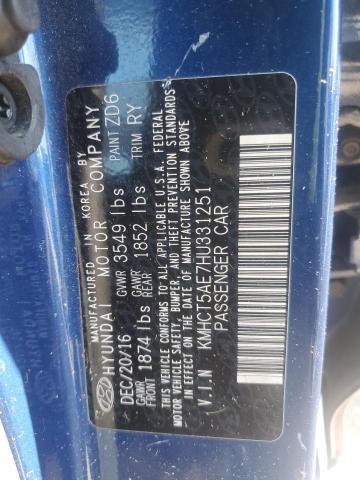 MANUFACTURED IN KOREA BY
HYUNDAI MOTOR COMPANY
DEC/20/16 GVWR 3549 lbs PAINT ZD6
GAWR FRONT 1874 lbs GAWR REAR 1852 lbs TRIM RY
THIS VEHICLE CONFORMS TO ALL APPLICABLE U.S.A. FEDERAL
MOTOR VEHICLE SAFETY, BUMPER, AND THEFT PREVENTION STANDARDS
IN EFFECT ON THE DATE OF MANUFACTURE SHOWN ABOVE.
V.I.N KMHCT5AE7HU331251
PASSENGER CAR